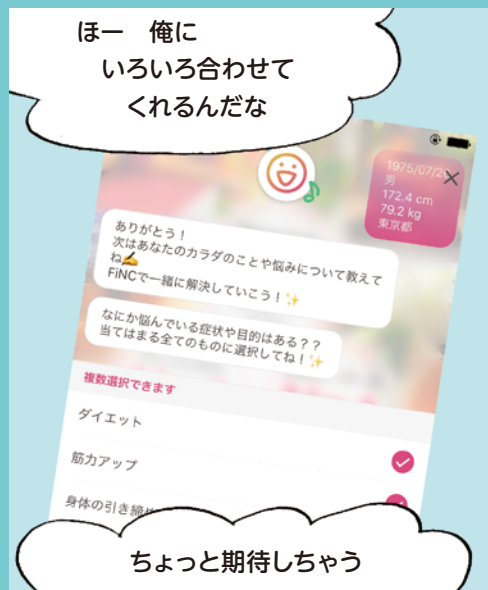 ほー 俺に
いろいろ合わせて
くれるんだな
1975/07/2
男
172.4 cm
79.2 kg
東京都
ありがとう！
次はあなたのカラダのことや悩みについて教えて
ね✍
FiNCで一緒に解決していこう！✨
なにか悩んでいる症状や目的はある？？
当てはまる全てのものに選択してね！✨
複数選択できます
ダイエット
筋力アップ
身体の引き締め
ちょっと期待しちゃう